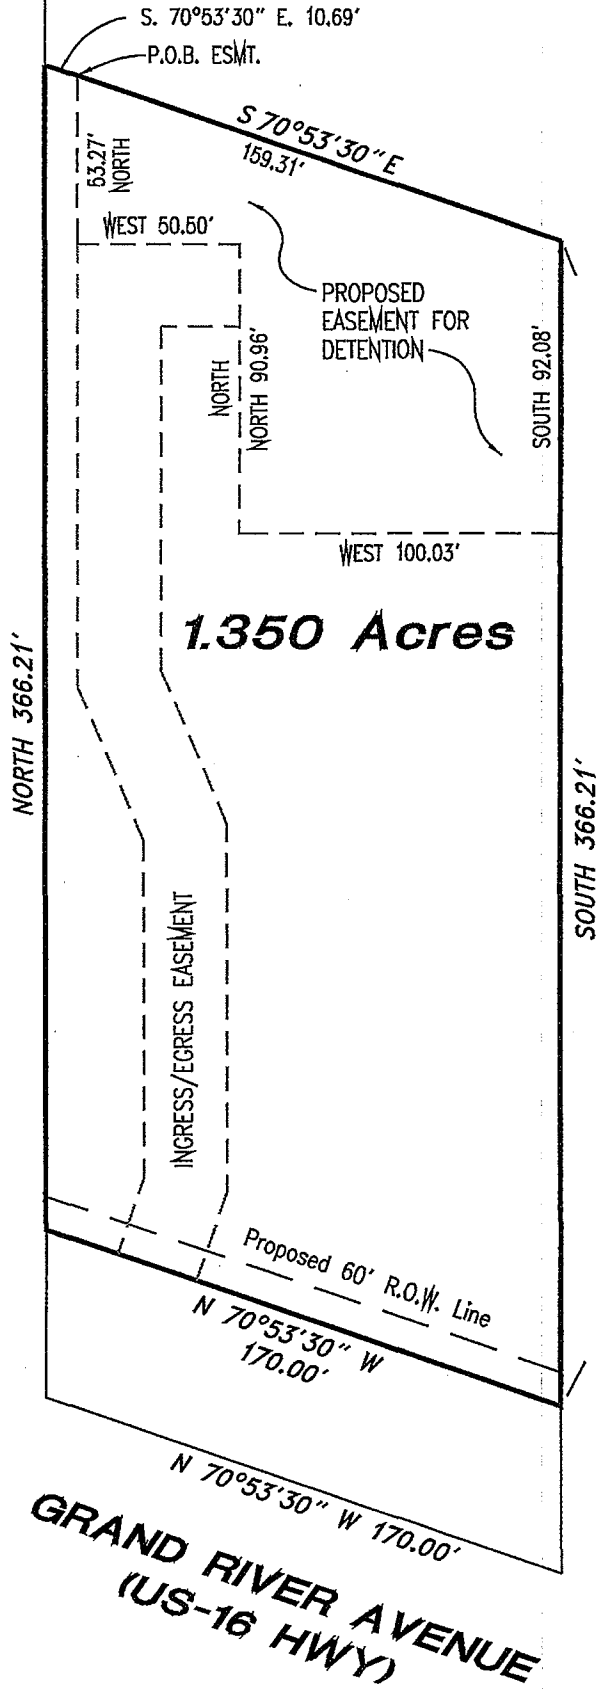 S. 70°53'30" E. 10.69'
P.O.B. ESMT.
S 70°53'30"E
159.31'
53.27'
NORTH
WEST 50.50'
PROPOSED
EASEMENT FOR
DETENTION
NORTH
NORTH 90.96'
SOUTH 92.08'
WEST 100.03'
1.350 Acres
NORTH 366.21'
SOUTH 366.21'
INGRESS/EGRESS EASEMENT
Proposed 60' R.O.W. Line
N 70°53'30" W
170.00'
N 70°53'30" W 170.00'
GRAND RIVER AVENUE
(US-16 HWY)